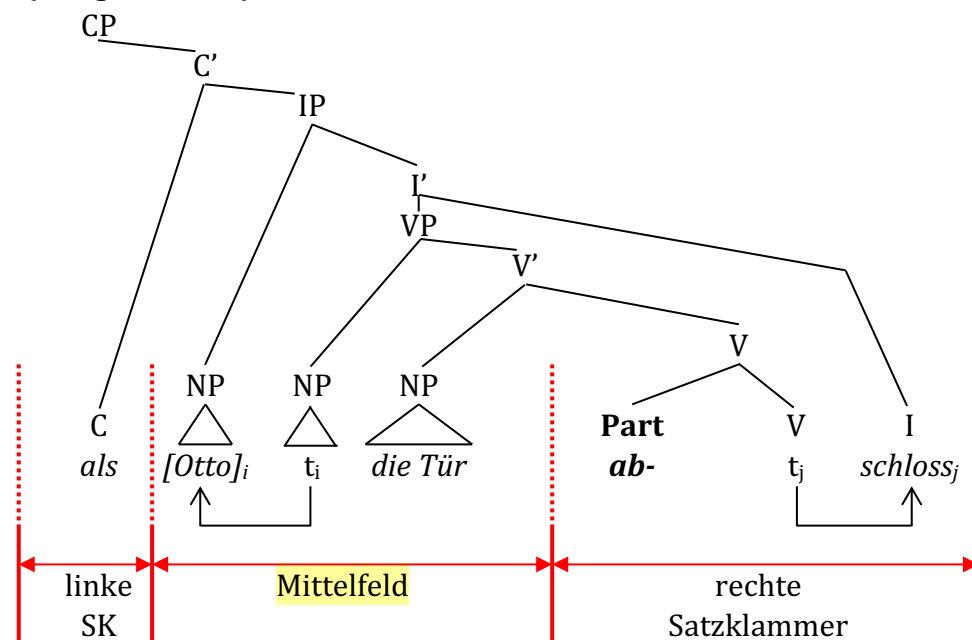 CP
C’
IP
I’
VP
V’
V
NP NP NP
C Part V I
als [Otto]i ti die Tür ab- tj schlossj
linke Mittelfeld rechte
SK Satzklammer